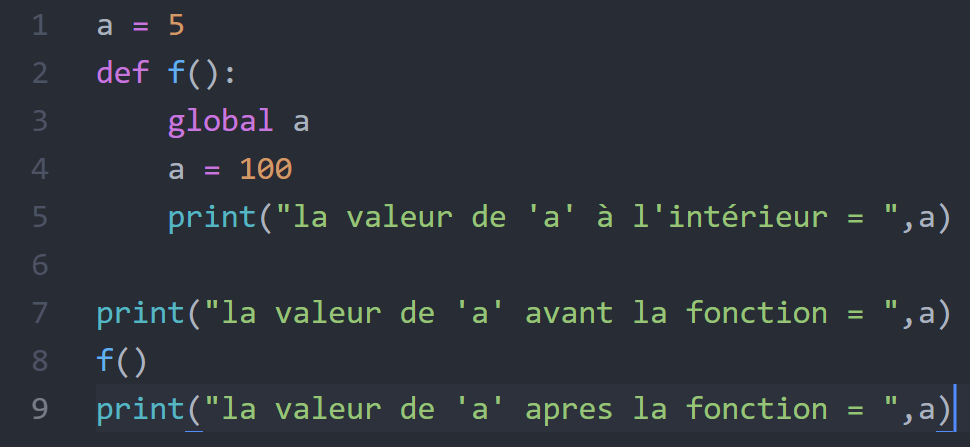 1 a = 5
2 def f():
3     global a
4     a = 100
5     print("la valeur de 'a' à l'intérieur = ",a)
6
7 print("la valeur de 'a' avant la fonction = ",a)
8 f()
9 print("la valeur de 'a' apres la fonction = ",a)